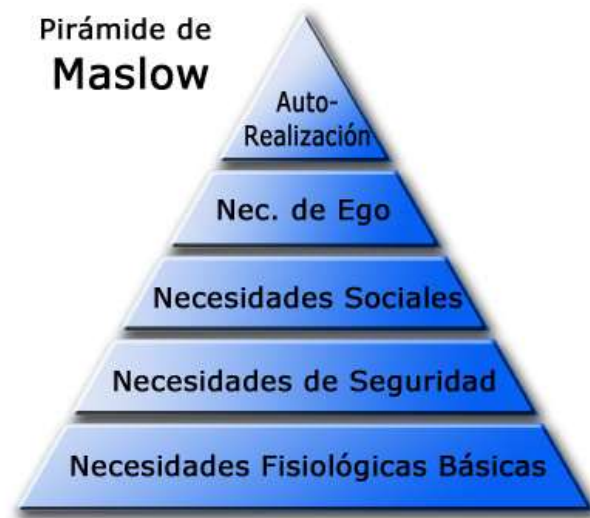 Pirámide de
Maslow
Auto-
Realización
Nec. de Ego
Necesidades Sociales
Necesidades de Seguridad
Necesidades Fisiológicas Básicas